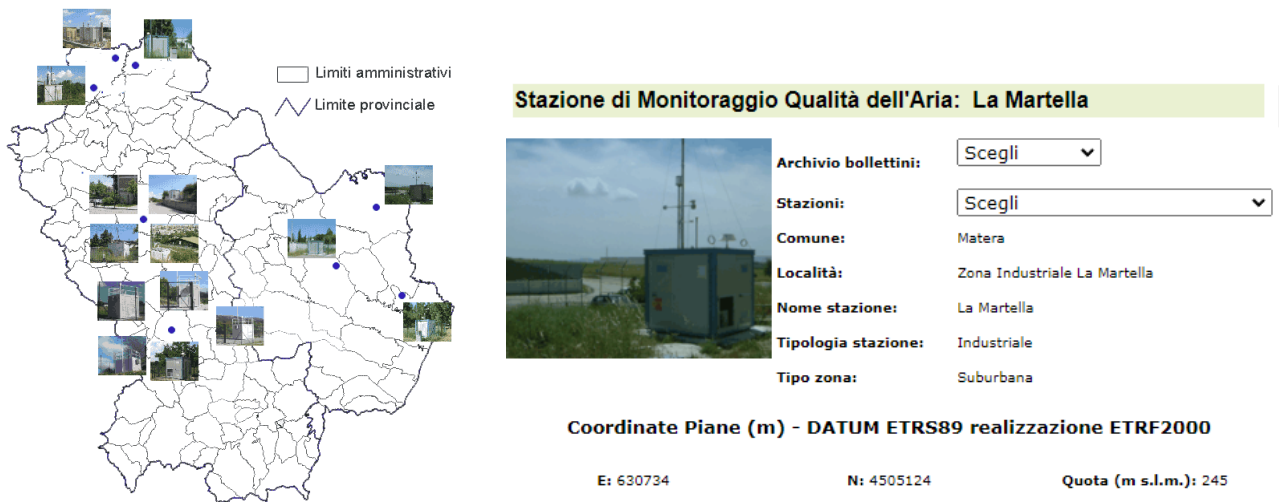 Limiti amministrativi
Limite provinciale
Stazione di Monitoraggio Qualità dell'Aria: La Martella
Archivio bollettini: Scegli
Stazioni: Scegli
Comune: Matera
Località: Zona Industriale La Martella
Nome stazione: La Martella
Tipologia stazione: Industriale
Tipo zona: Suburbana
Coordinate Piane (m) - DATUM ETRS89 realizzazione ETRF2000
E: 630734 N: 4505124 Quota (m s.l.m.): 245